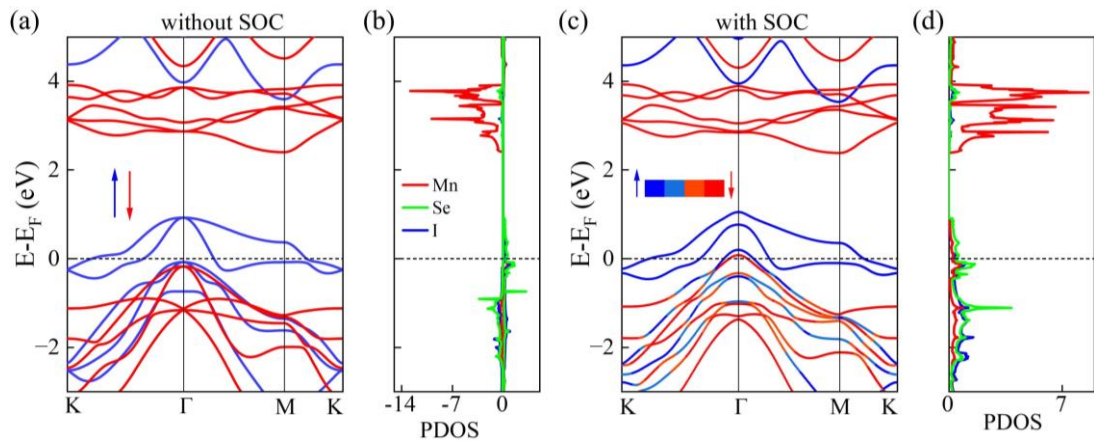 (a) without SOC (b) (c) with SOC (d)
E-E_F (eV)
4
2
0
−2
K Γ M K
Mn
Se
I
-14 -7 0
PDOS
E-E_F (eV)
4
2
0
−2
K Γ M K
0 7
PDOS